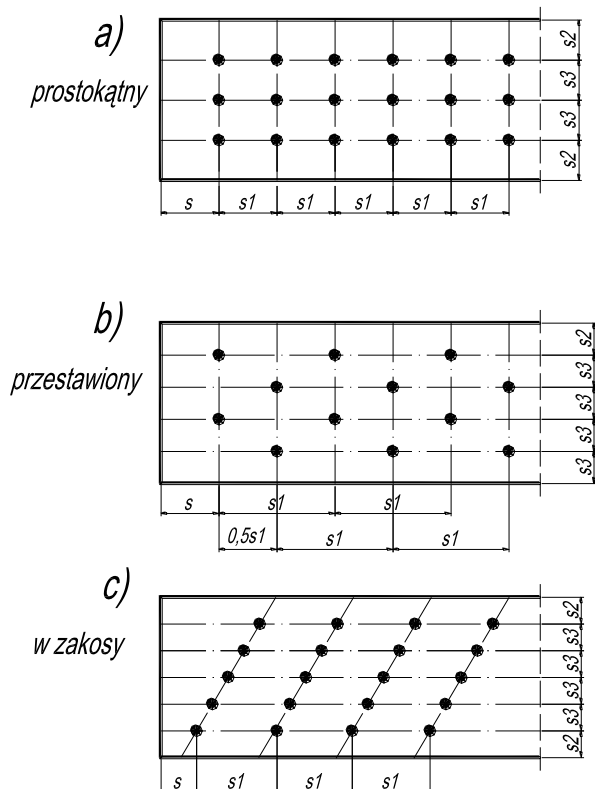 a)
prostokątny
s2
s3
s3
s2
s s1 s1 s1 s1 s1
b)
przestawiony
s2
s3
s3
s3
s3
s s1 s1
0,5s1 s1 s1
c)
w zakosy
s2
s3
s3
s3
s3
s2
s s1 s1 s1